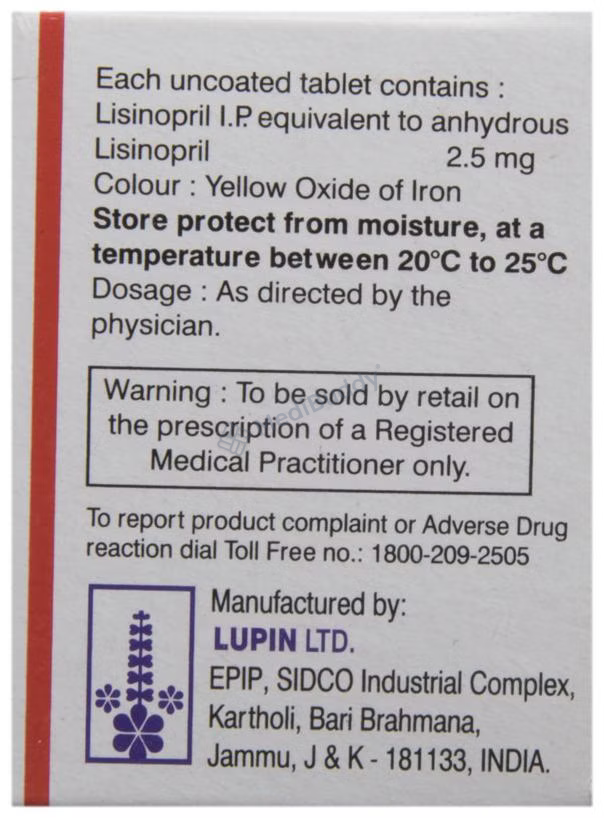 Each uncoated tablet contains :
Lisinopril I.P. equivalent to anhydrous
Lisinopril 2.5 mg
Colour : Yellow Oxide of Iron
Store protect from moisture, at a
temperature between 20°C to 25°C
Dosage : As directed by the
physician.
Warning : To be sold by retail on
the prescription of a Registered
Medical Practitioner only.
MediBuddy
To report product complaint or Adverse Drug
reaction dial Toll Free no.: 1800-209-2505
Manufactured by:
LUPIN LTD.
EPIP, SIDCO Industrial Complex,
Kartholi, Bari Brahmana,
Jammu, J & K - 181133, INDIA.